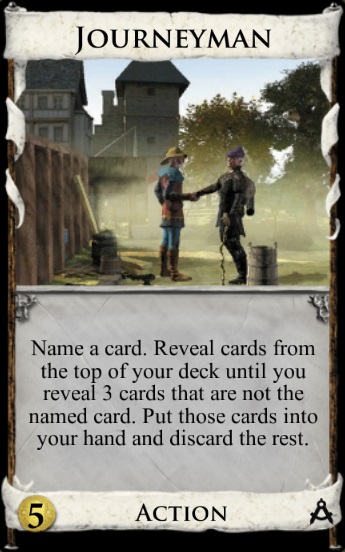 Journeyman
Name a card. Reveal cards from
the top of your deck until you
reveal 3 cards that are not the
named card. Put those cards into
your hand and discard the rest.
5
Action